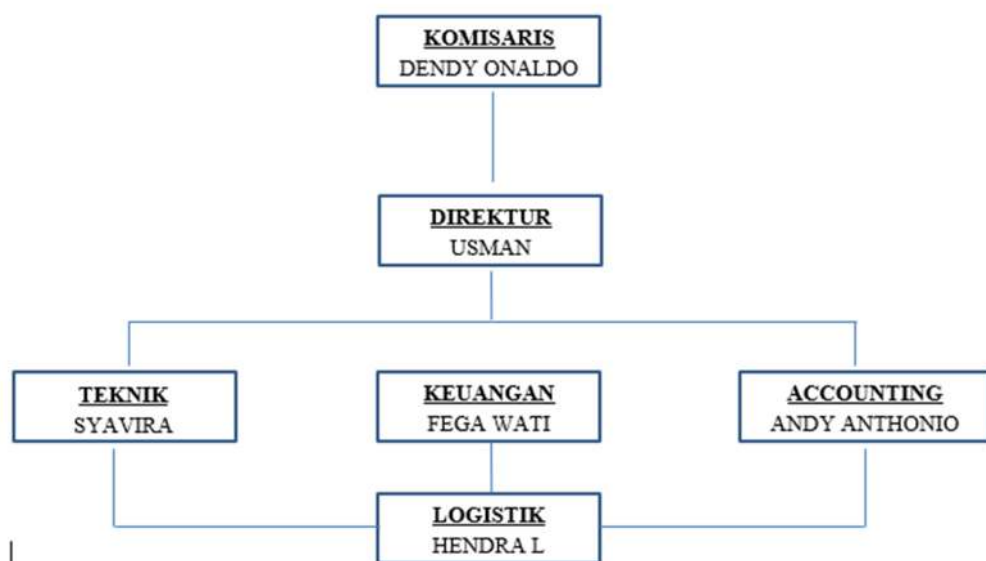 KOMISARIS
DENDY ONALDO
DIREKTUR
USMAN
TEKNIK
SYAVIRA
KEUANGAN
FEGA WATI
ACCOUNTING
ANDY ANTHONIO
LOGISTIK
HENDRA L